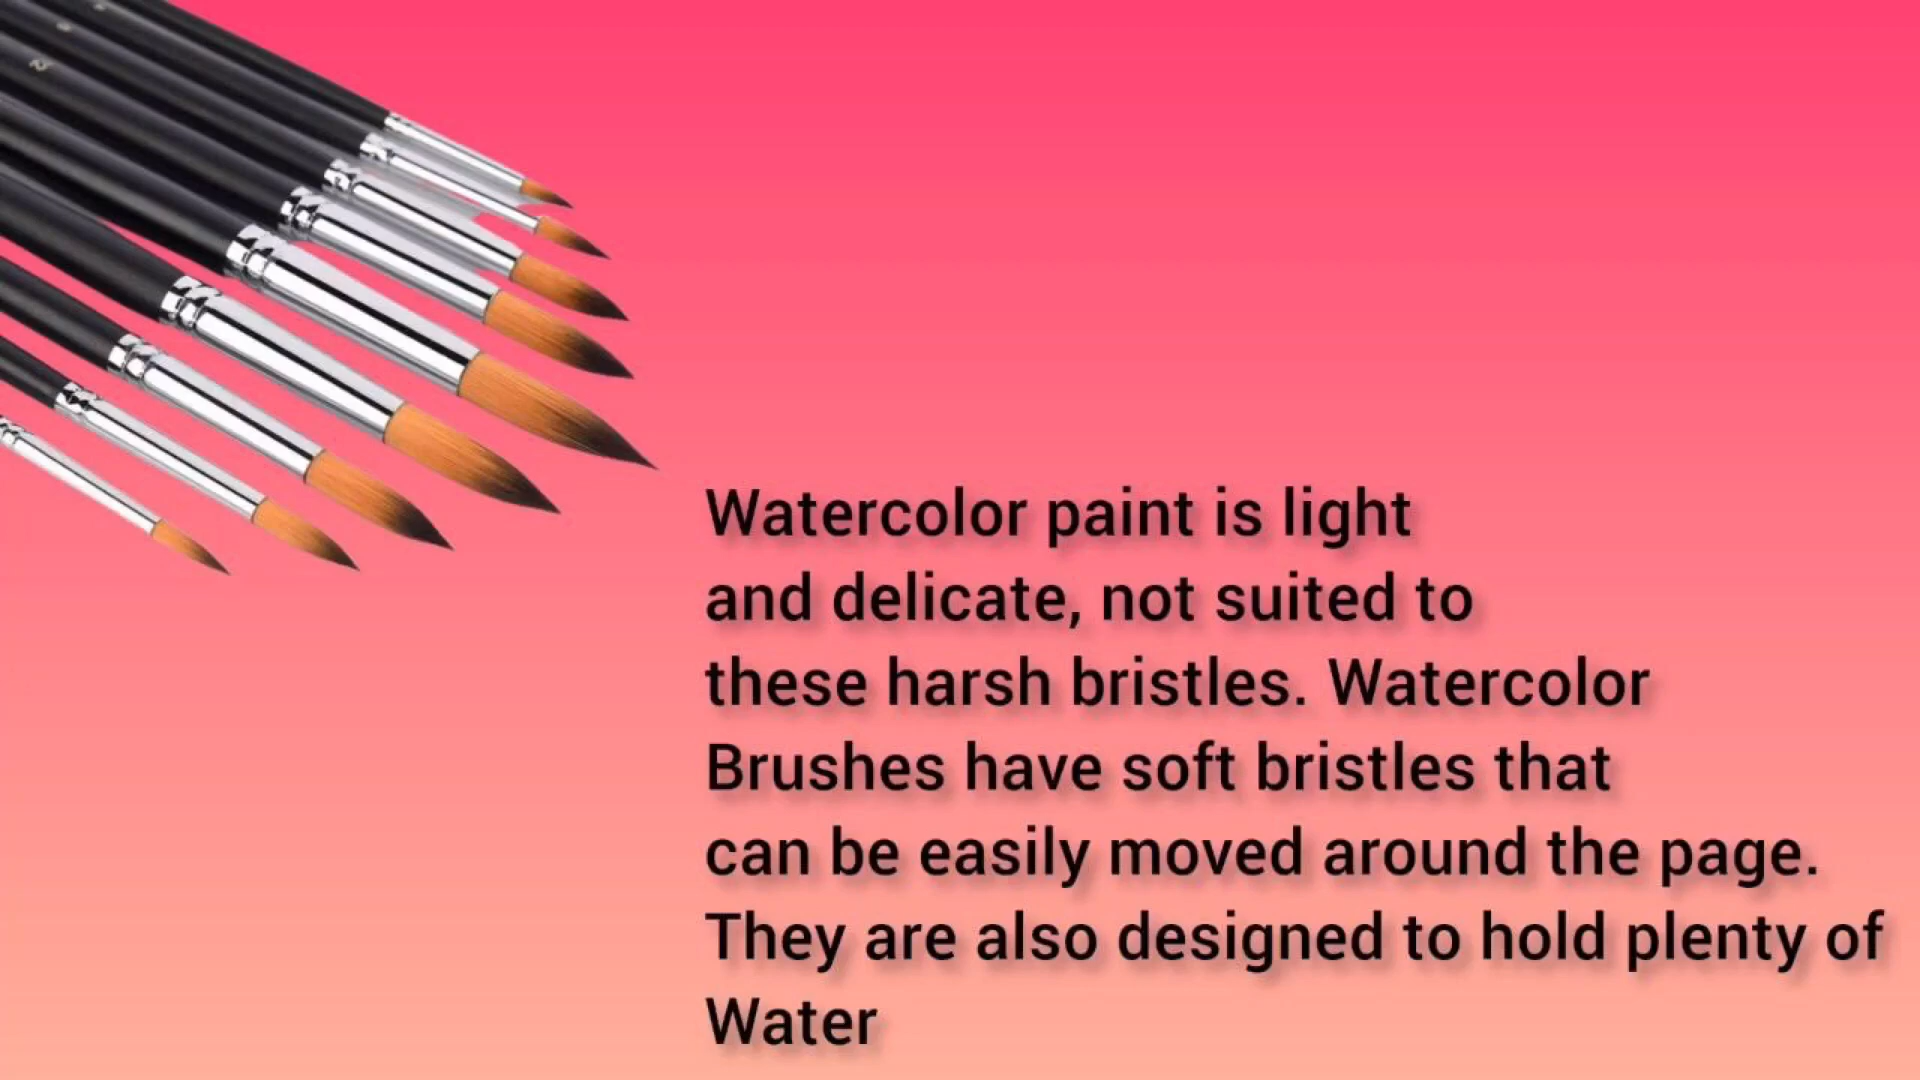 Watercolor paint is light
and delicate, not suited to
these harsh bristles. Watercolor
Brushes have soft bristles that
can be easily moved around the page.
They are also designed to hold plenty of
Water